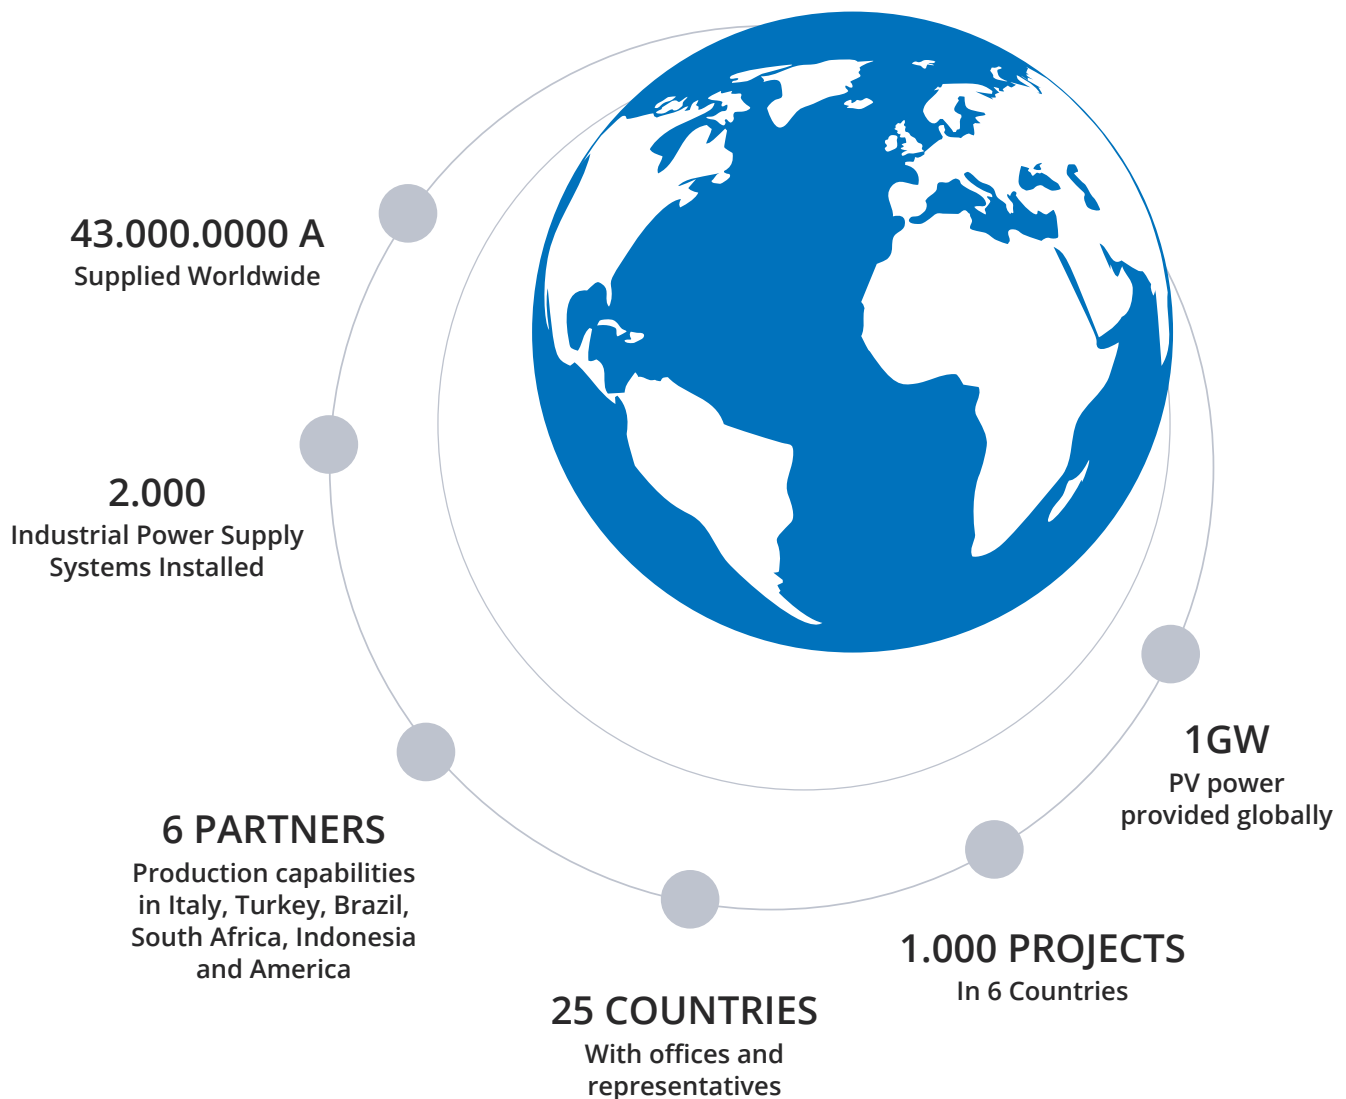 43.000.0000 A
Supplied Worldwide
2.000
Industrial Power Supply
Systems Installed
6 PARTNERS
Production capabilities
in Italy, Turkey, Brazil,
South Africa, Indonesia
and America
25 COUNTRIES
With offices and
representatives
1.000 PROJECTS
In 6 Countries
1GW
PV power
provided globally